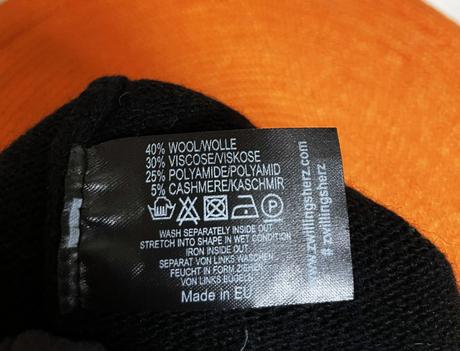 40% WOOL/WOLLE
30% VISCOSE/VISKOSE
25% POLYAMIDE/POLYAMID
5% CASHMERE/KASCHMIR
WASH SEPARATELY INSIDE OUT
STRETCH INTO SHAPE IN WET CONDITION
IRON INSIDE OUT
SEPARAT VON LINKS WASCHEN
FEUCHT IN FORM ZIEHEN
VON LINKS BÜGELN
Made in EU
www.zwillingsherz.com
#zwillingsherz